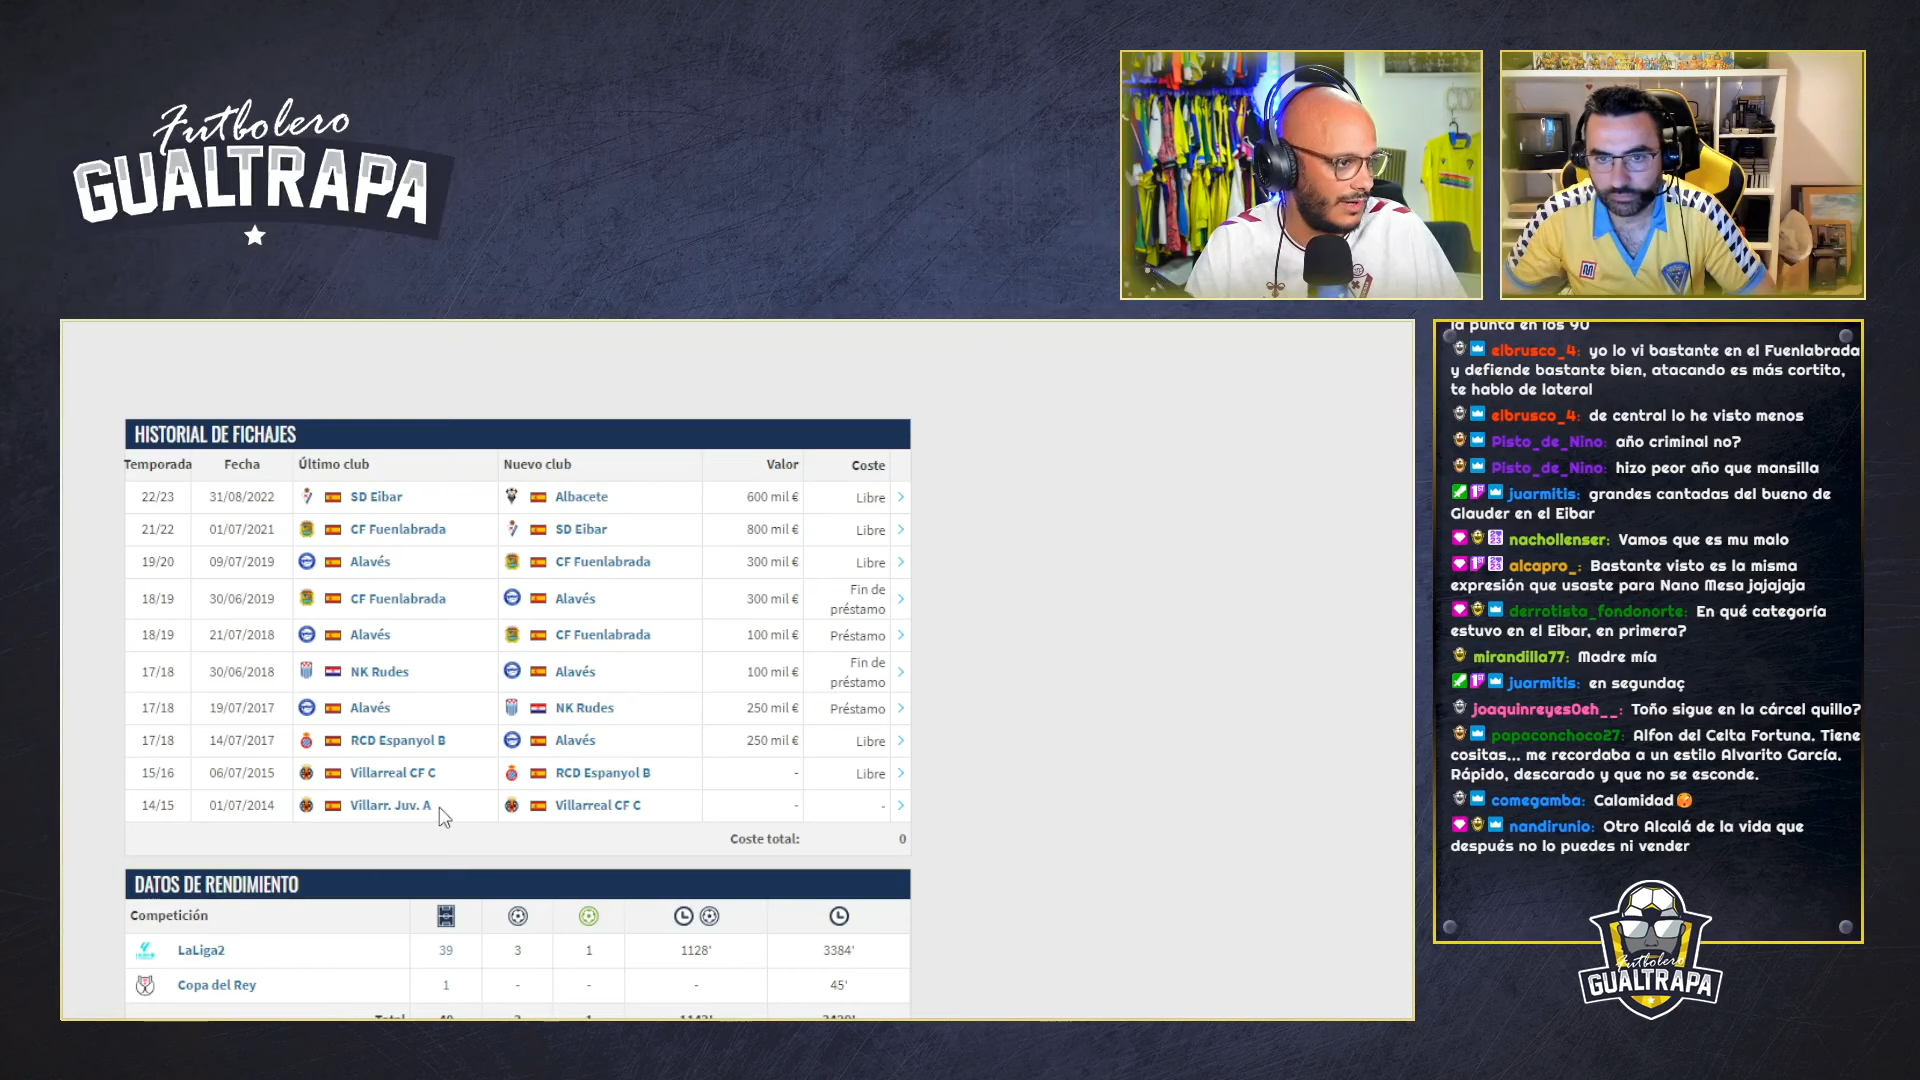 Futbolero
GUALTRAPA
HISTORIAL DE FICHAJES
Temporada Fecha Último club Nuevo club Valor Coste
22/23 31/08/2022 SD Eibar Albacete 600 mil € Libre
21/22 01/07/2021 CF Fuenlabrada SD Eibar 800 mil € Libre
19/20 09/07/2019 Alavés CF Fuenlabrada 300 mil € Libre
18/19 30/06/2019 CF Fuenlabrada Alavés 300 mil € Fin de
préstamo
18/19 21/07/2018 Alavés CF Fuenlabrada 100 mil € Préstamo
17/18 30/06/2018 NK Rudes Alavés 100 mil € Fin de
préstamo
17/18 19/07/2017 Alavés NK Rudes 250 mil € Préstamo
17/18 14/07/2017 RCD Espanyol B Alavés 250 mil € Libre
15/16 06/07/2015 Villarreal CF C RCD Espanyol B - Libre
14/15 01/07/2014 Villarr. Juv. A Villarreal CF C - -
Coste total: 0
DATOS DE RENDIMIENTO
Competición
LaLiga2 39 3 1 1128' 3384'
Copa del Rey 1 - - - 45'
la punta en los 90
elbrusco_4: yo lo vi bastante en el Fuenlabrada
y defiende bastante bien, atacando es más cortito,
te hablo de lateral
elbrusco_4: de central lo he visto menos
Pisto_de_Nino: año criminal no?
Pisto_de_Nino: hizo peor año que mansilla
juarmitis: grandes cantadas del bueno de
Glauder en el Eibar
nachollenser: Vamos que es mu malo
alcapro_: Bastante visto es la misma
expresión que usaste para Nano Mesa jajajaja
derrotista_fondonorte: En qué categoría
estuvo en el Eibar, en primera?
mirandilla77: Madre mía
juarmitis: en segundaç
joaquinreyes0eh__: Toño sigue en la cárcel quillo?
papaconchoco27: Alfon del Celta Fortuna. Tiene
cositas... me recordaba a un estilo Alvarito García.
Rápido, descarado y que no se esconde.
comegamba: Calamidad
nandirunio: Otro Alcalá de la vida que
después no lo puedes ni vender
Futbolero
GUALTRAPA